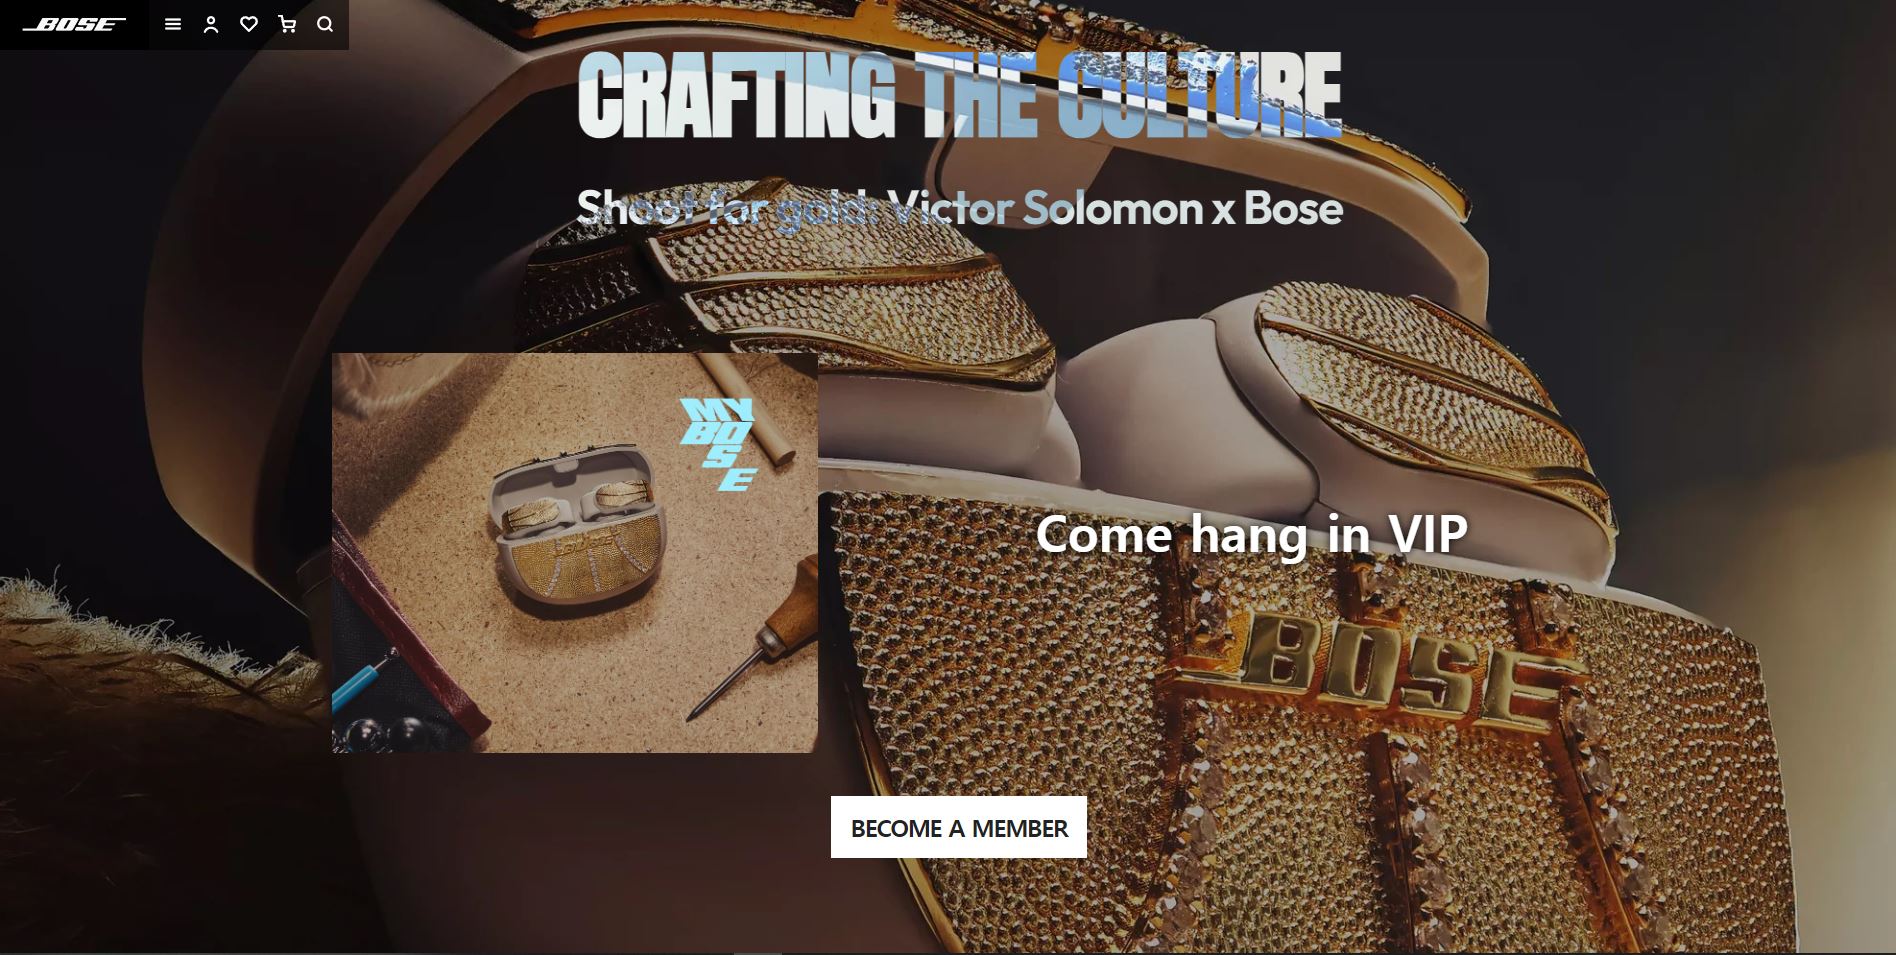 BOSE
CRAFTING THE CULTURE
Shoot for gold: Victor Solomon x Bose
MY
BO
S
E
BOSE
Come hang in VIP
BOSE
BECOME A MEMBER